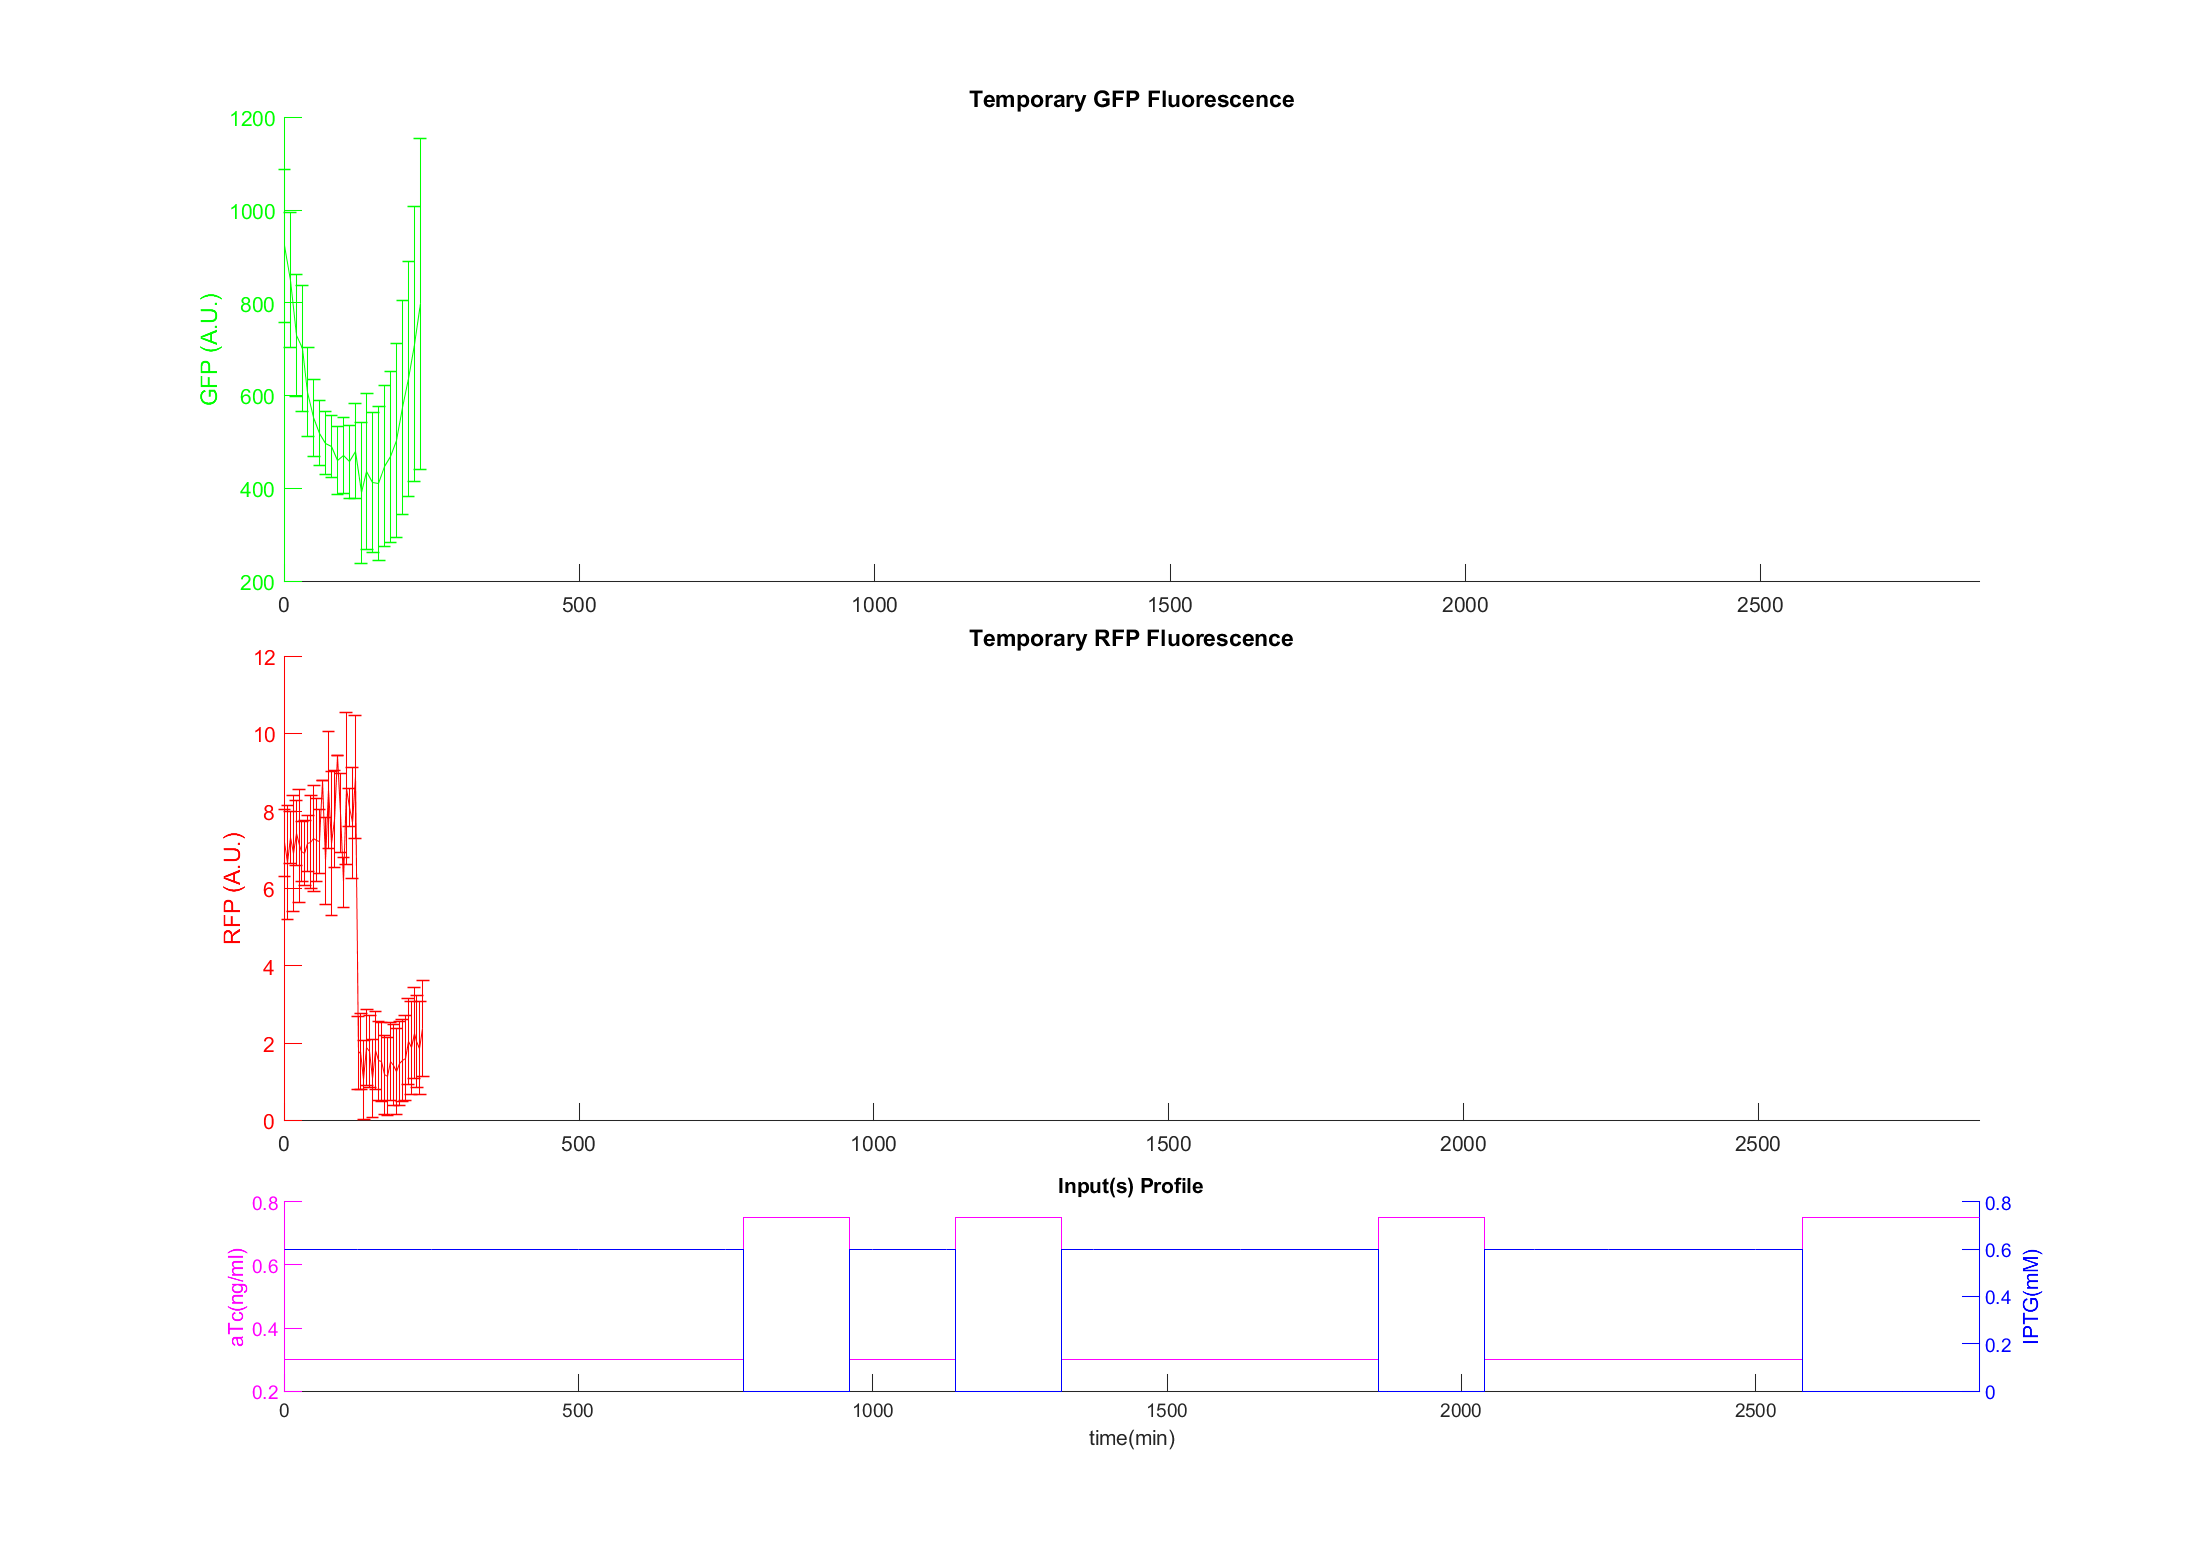 Temporary GFP Fluorescence
1200
1000
800
600
400
200
GFP (A.U.)
0 500 1000 1500 2000 2500
Temporary RFP Fluorescence
12
10
8
6
4
2
0
RFP (A.U.)
0 500 1000 1500 2000 2500
Input(s) Profile
0.8
0.6
0.4
0.2
aTc(ng/ml)
0.8
0.6
0.4
0.2
0
IPTG(mM)
0 500 1000 1500 2000 2500
time(min)